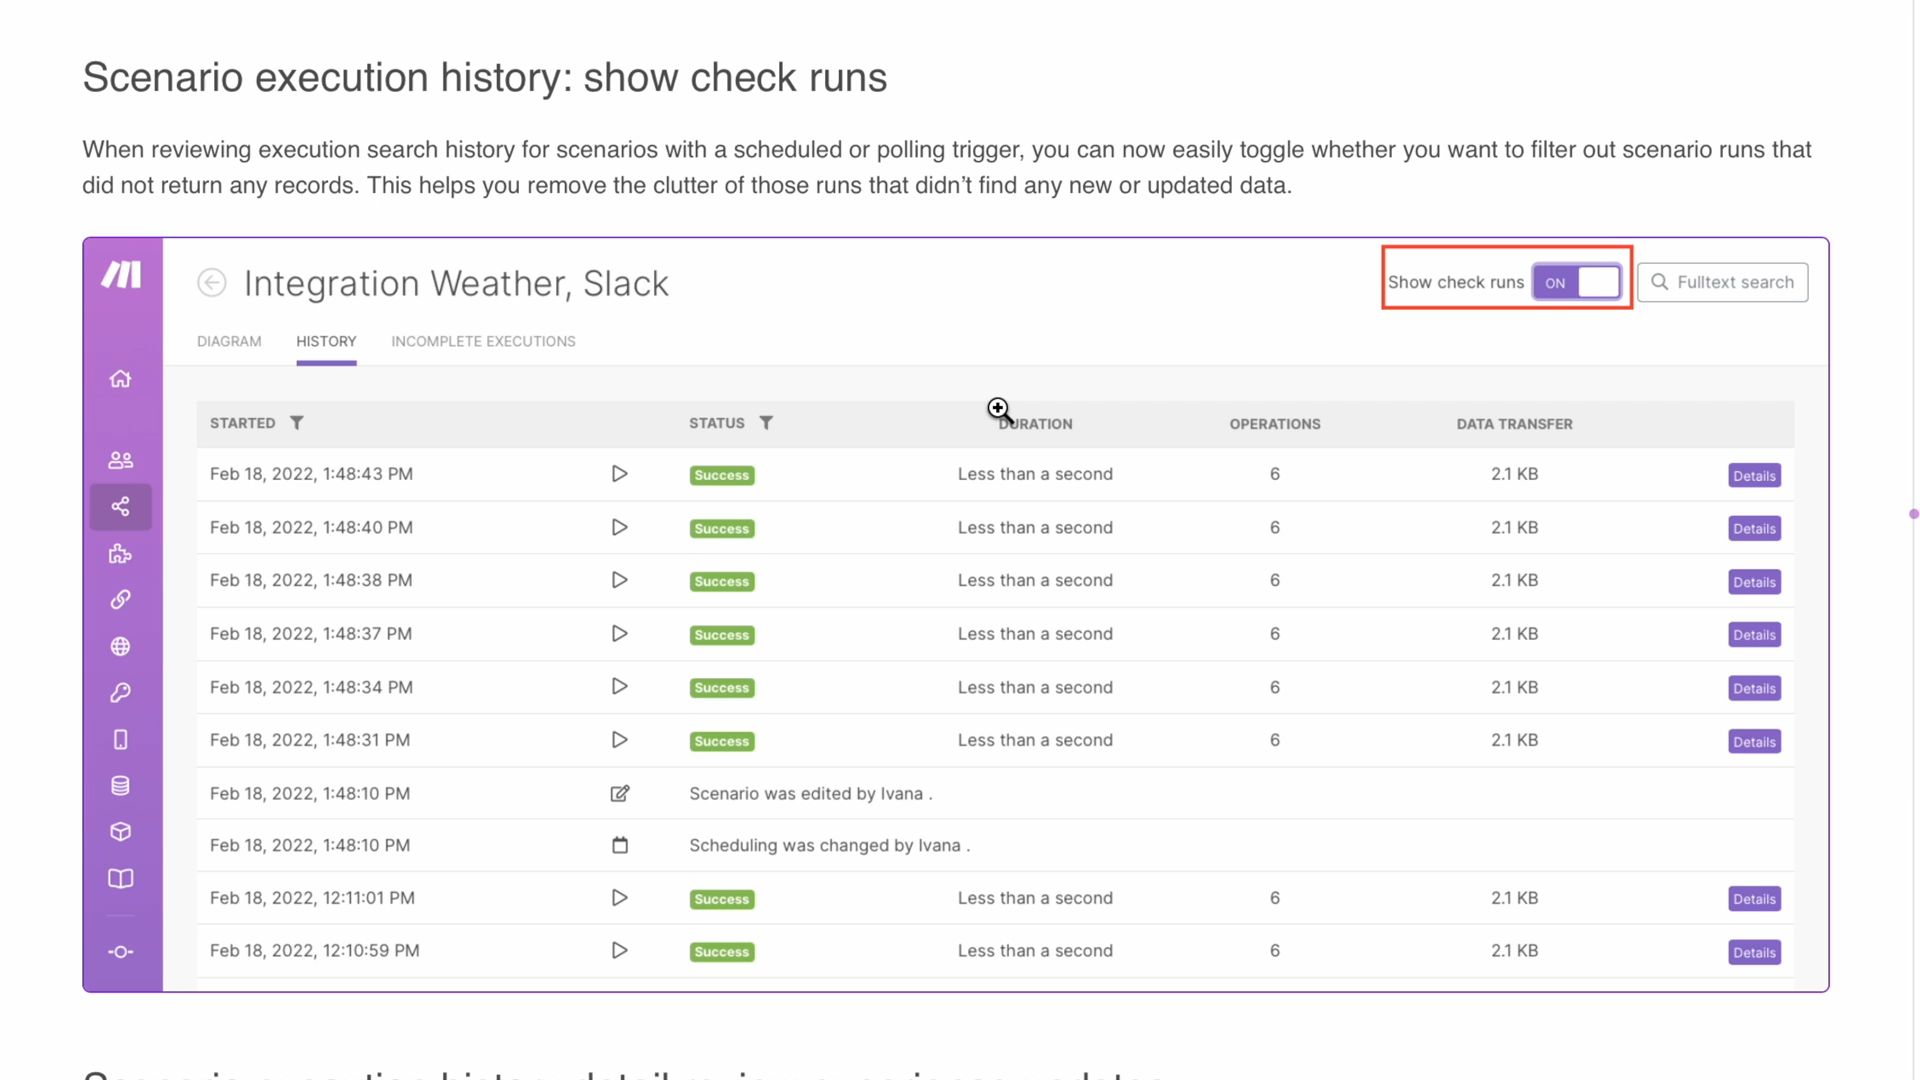 Scenario execution history: show check runs
When reviewing execution search history for scenarios with a scheduled or polling trigger, you can now easily toggle whether you want to filter out scenario runs that
did not return any records. This helps you remove the clutter of those runs that didn’t find any new or updated data.
Integration Weather, Slack
Show check runs ON Fulltext search
DIAGRAM HISTORY INCOMPLETE EXECUTIONS
STARTED STATUS DURATION OPERATIONS DATA TRANSFER
Feb 18, 2022, 1:48:43 PM Success Less than a second 6 2.1 KB Details
Feb 18, 2022, 1:48:40 PM Success Less than a second 6 2.1 KB Details
Feb 18, 2022, 1:48:38 PM Success Less than a second 6 2.1 KB Details
Feb 18, 2022, 1:48:37 PM Success Less than a second 6 2.1 KB Details
Feb 18, 2022, 1:48:34 PM Success Less than a second 6 2.1 KB Details
Feb 18, 2022, 1:48:31 PM Success Less than a second 6 2.1 KB Details
Feb 18, 2022, 1:48:10 PM Scenario was edited by Ivana .
Feb 18, 2022, 1:48:10 PM Scheduling was changed by Ivana .
Feb 18, 2022, 12:11:01 PM Success Less than a second 6 2.1 KB Details
Feb 18, 2022, 12:10:59 PM Success Less than a second 6 2.1 KB Details